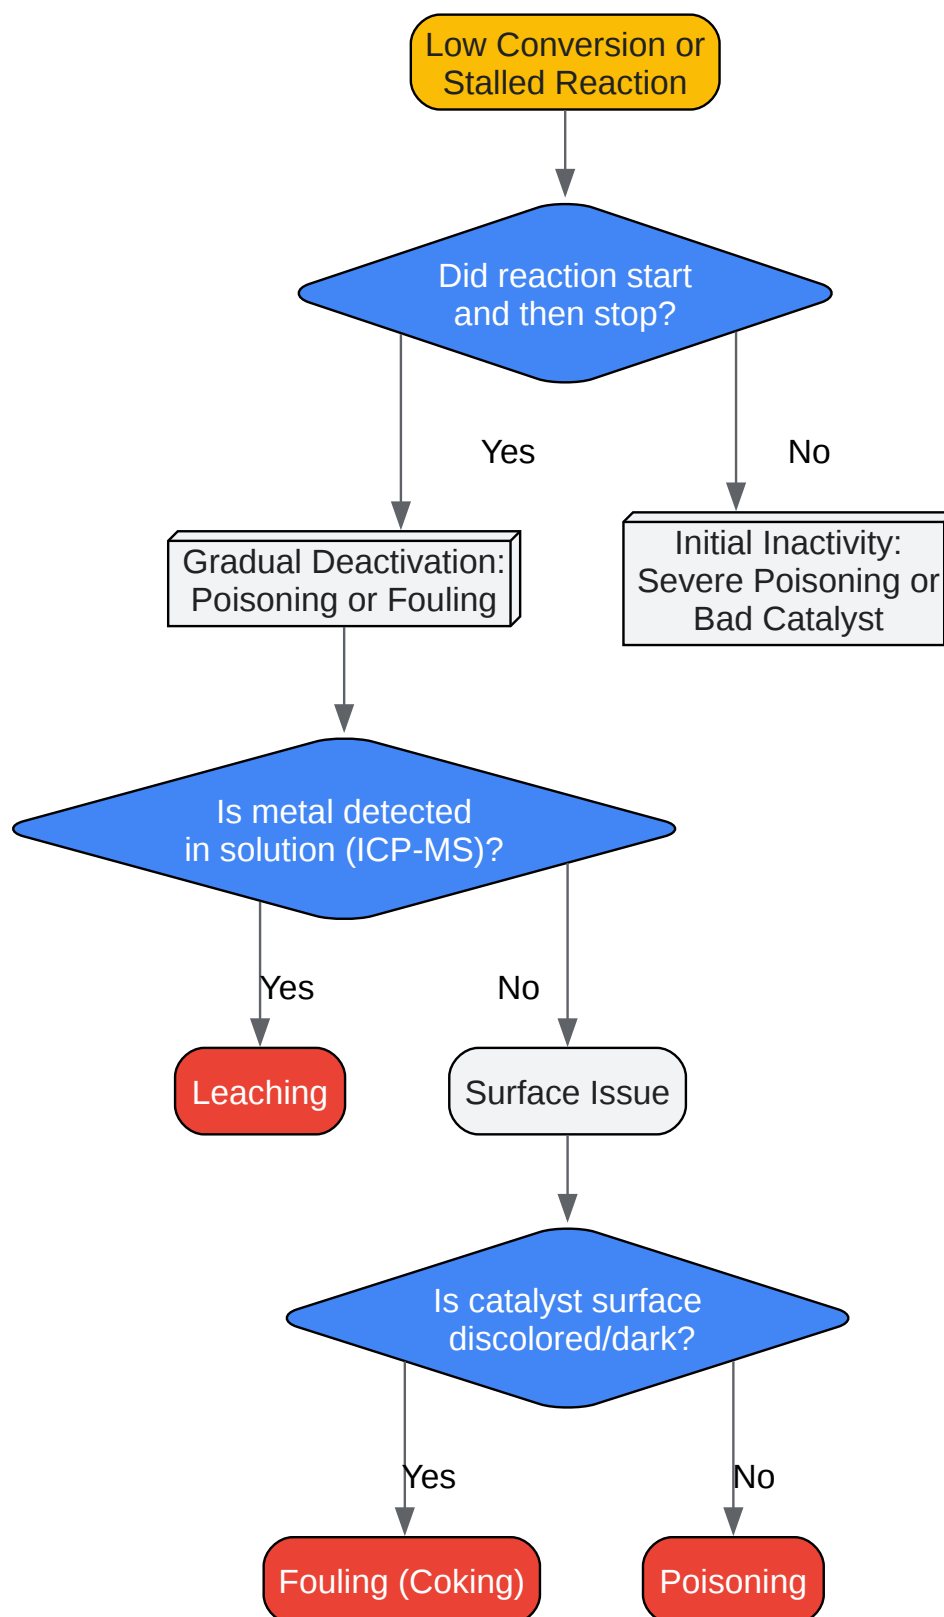 Low Conversion or
Stalled Reaction
Did reaction start
and then stop?
Yes
No
Gradual Deactivation:
Poisoning or Fouling
Initial Inactivity:
Severe Poisoning or
Bad Catalyst
Is metal detected
in solution (ICP-MS)?
Yes
No
Leaching
Surface Issue
Is catalyst surface
discolored/dark?
Yes
No
Fouling (Coking)
Poisoning